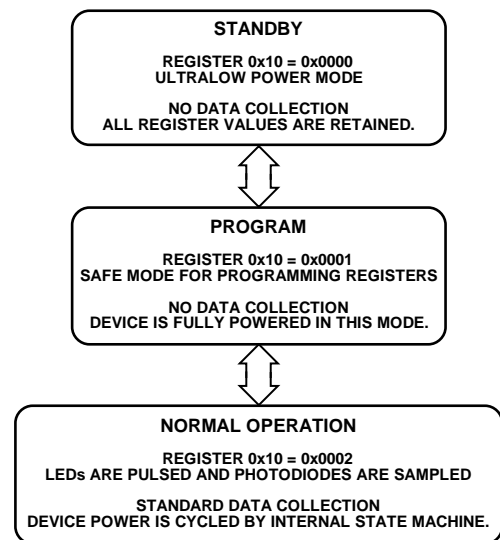 STANDBY
REGISTER 0x10 = 0x0000
ULTRALOW POWER MODE
NO DATA COLLECTION
ALL REGISTER VALUES ARE RETAINED.
PROGRAM
REGISTER 0x10 = 0x0001
SAFE MODE FOR PROGRAMMING REGISTERS
NO DATA COLLECTION
DEVICE IS FULLY POWERED IN THIS MODE.
NORMAL OPERATION
REGISTER 0x10 = 0x0002
LEDs ARE PULSED AND PHOTODIODES ARE SAMPLED
STANDARD DATA COLLECTION
DEVICE POWER IS CYCLED BY INTERNAL STATE MACHINE.